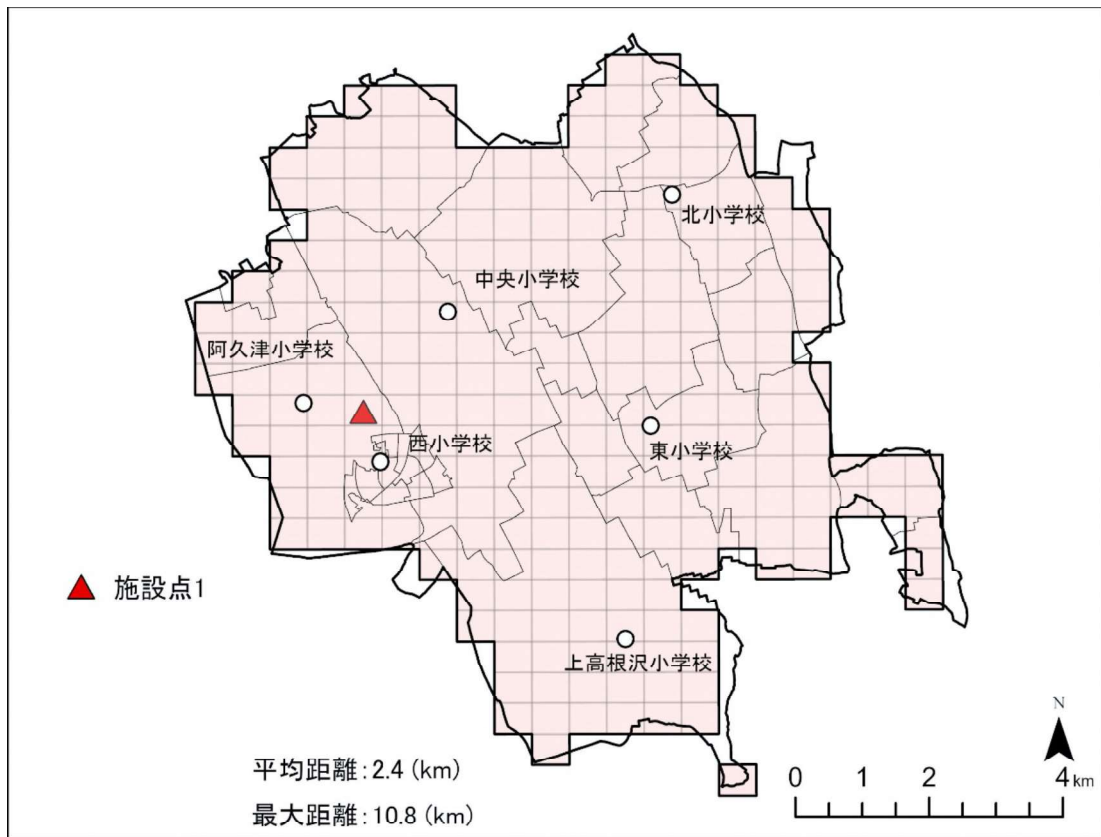 北小学校
中央小学校
阿久津小学校
西小学校
東小学校
施設点1
上高根沢小学校
N
平均距離:2.4 (km)
最大距離:10.8 (km)
0 1 2 4 km